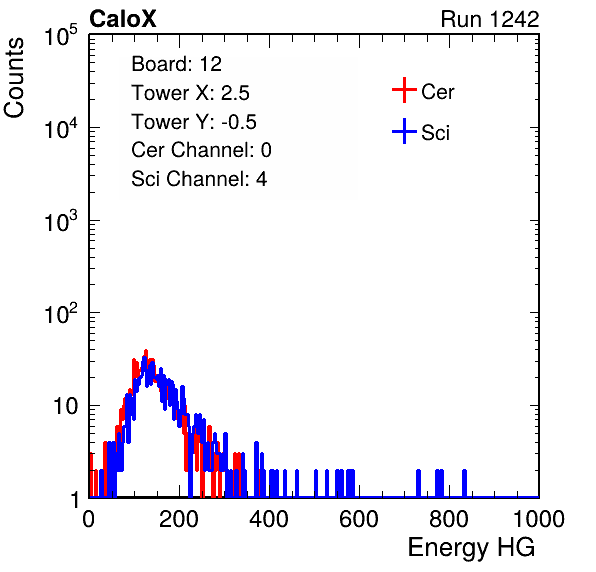 CaloX Run 1242
Counts
Board: 12
Tower X: 2.5
Tower Y: -0.5
Cer Channel: 0
Sci Channel: 4
Cer
Sci
10^5
10^4
10^3
10^2
10
1
0 200 400 600 800 1000
Energy HG